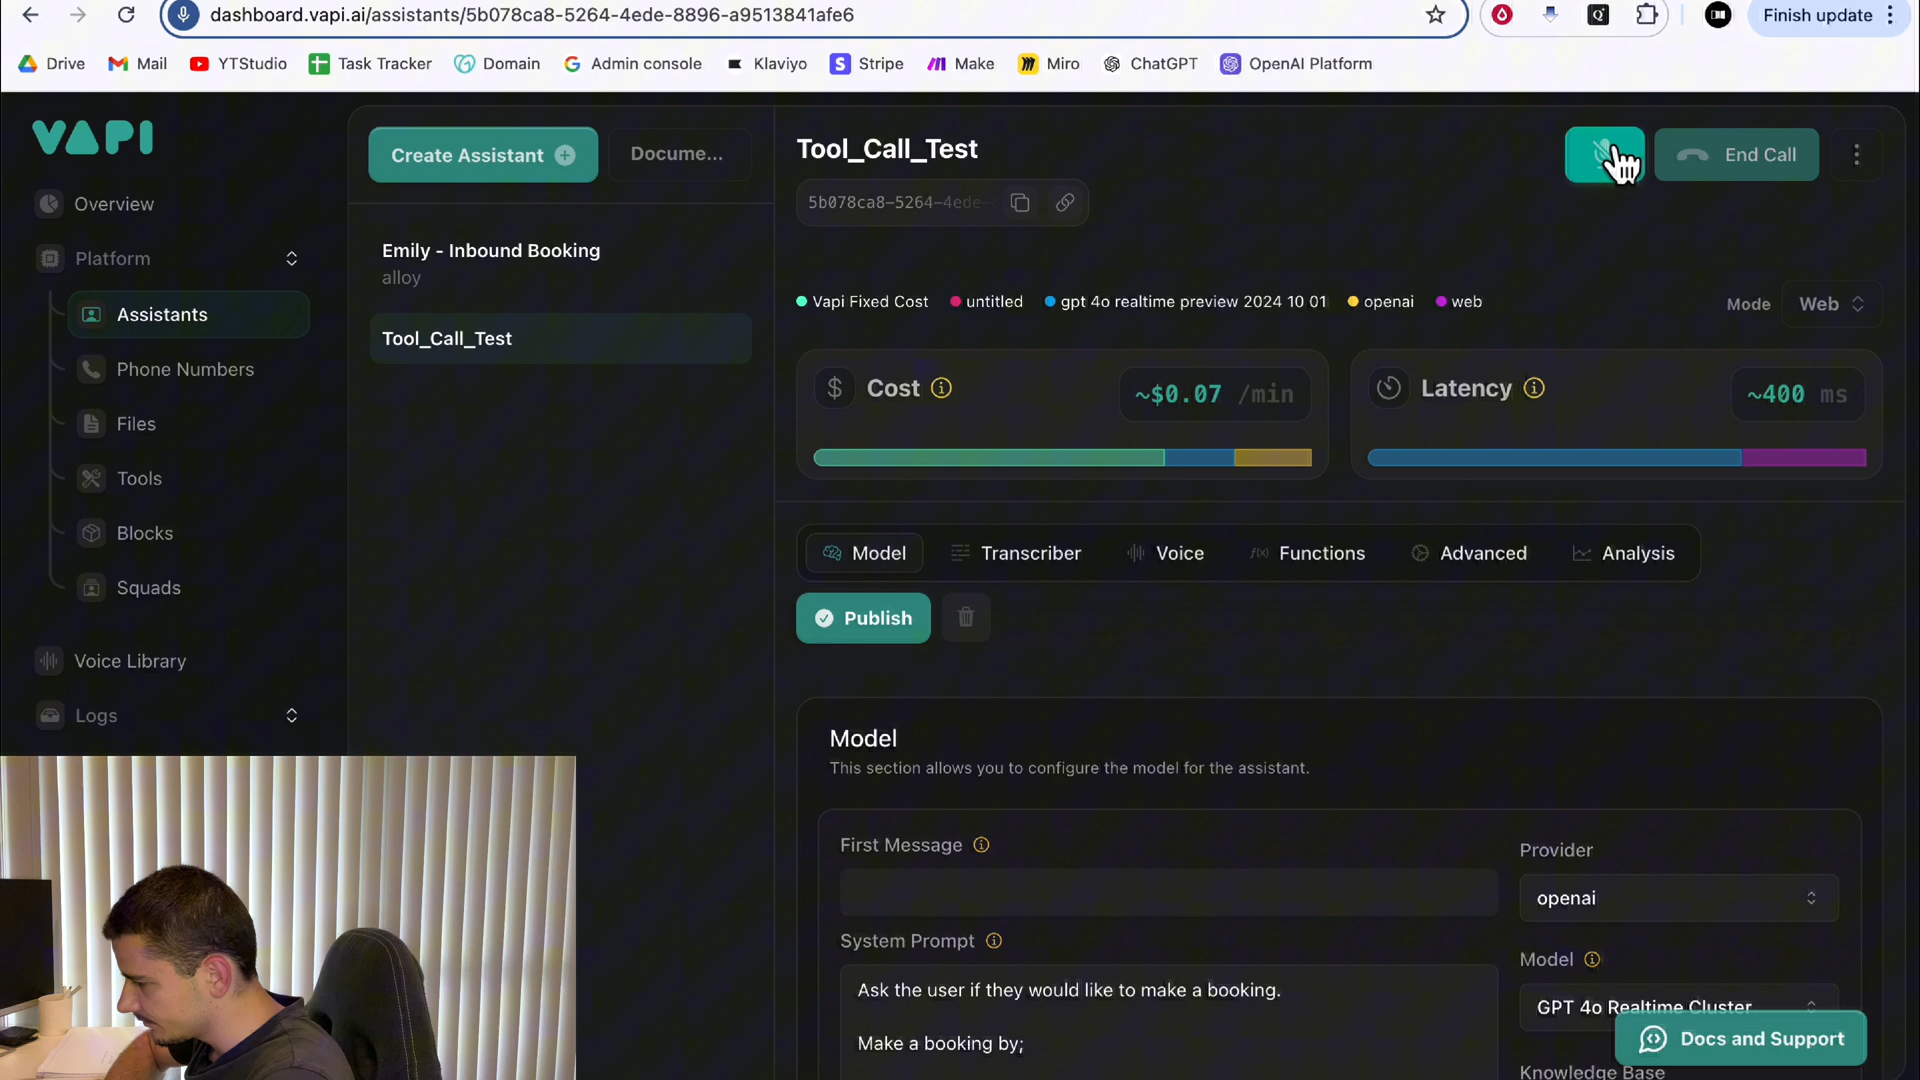 dashboard.vapi.ai/assistants/5b078ca8-5264-4ede-8896-a9513841afe6
Finish update
Drive
Mail
YTStudio
Task Tracker
Domain
Admin console
Klaviyo
Stripe
Make
Miro
ChatGPT
OpenAI Platform
VAPI
Overview
Platform
Assistants
Phone Numbers
Files
Tools
Blocks
Squads
Voice Library
Logs
Create Assistant
Docume...
Emily - Inbound Booking
alloy
Tool_Call_Test
Tool_Call_Test
End Call
5b078ca8-5264-4ede-
Vapi Fixed Cost
untitled
gpt 4o realtime preview 2024 10 01
openai
web
Mode
Web
Cost
~$0.07 /min
Latency
~400 ms
Model
Transcriber
Voice
Functions
Advanced
Analysis
Publish
Model
This section allows you to configure the model for the assistant.
First Message
Provider
openai
System Prompt
Model
Ask the user if they would like to make a booking.
GPT 4o Realtime Cluster
Make a booking by;
Docs and Support
Knowledge Base